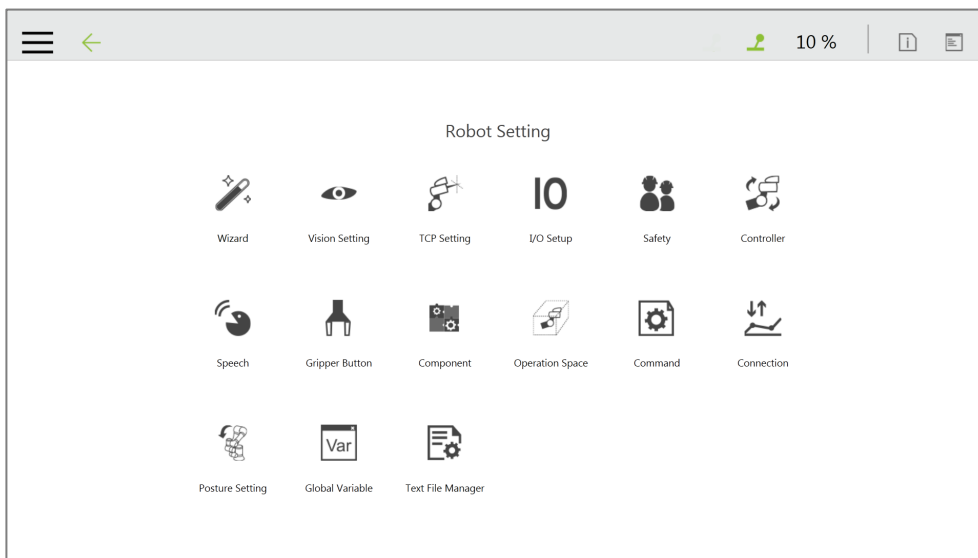 10 %
Robot Setting
IO
Wizard Vision Setting TCP Setting I/O Setup Safety Controller
Speech Gripper Button Component Operation Space Command Connection
Var
Posture Setting Global Variable Text File Manager